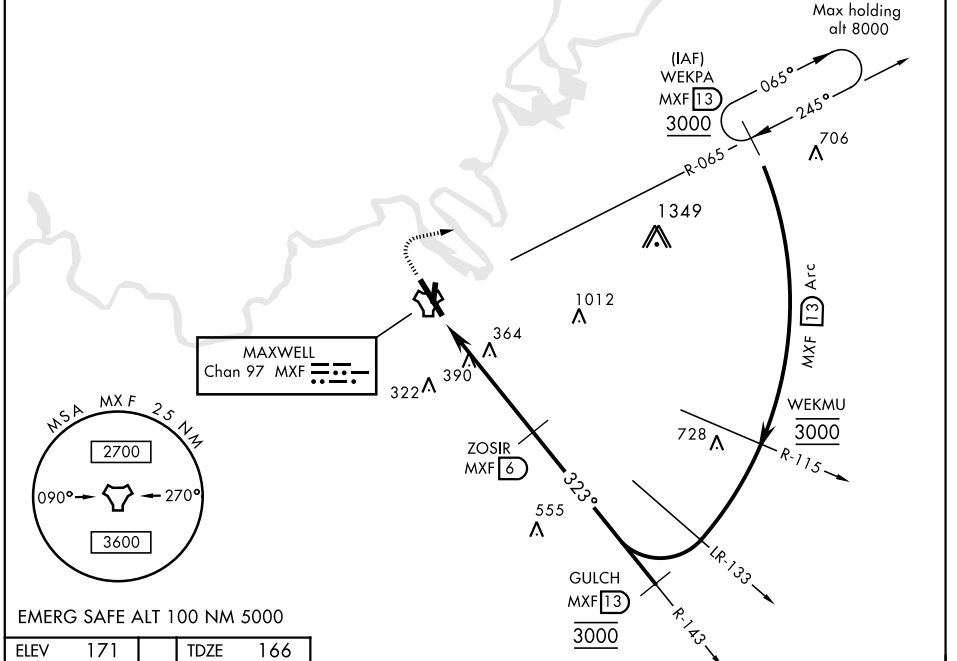 Max holding
alt 8000
(IAF)
WEKPA
MXF 13
3000
065°
245°
706
R-065
1349
1012
MXF 13 Arc
364
MAXWELL
Chan 97 MXF
390
322
WEKMU
3000
728
R-115
MSA MXF 25 NM
2700
090°
270°
3600
ZOSIR
MXF 6
323°
555
LR-133
GULCH
MXF 13
3000
R-143
EMERG SAFE ALT 100 NM 5000
ELEV 171 TDZE 166